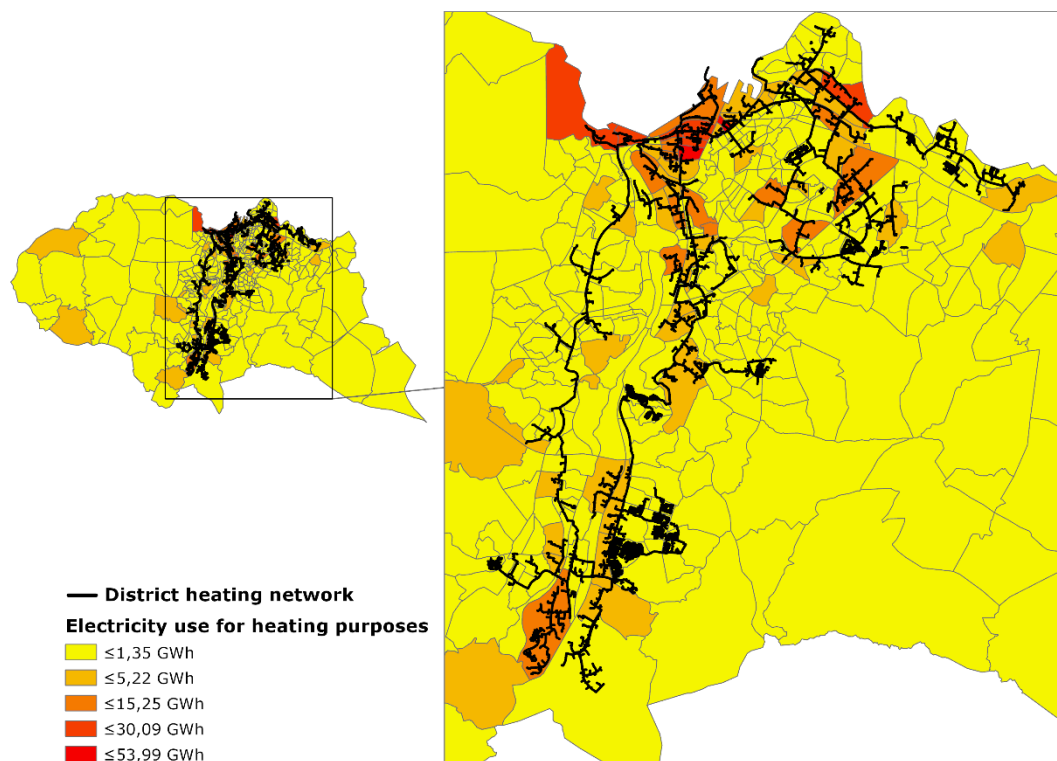 District heating network
Electricity use for heating purposes
≤1,35 GWh
≤5,22 GWh
≤15,25 GWh
≤30,09 GWh
≤53,99 GWh